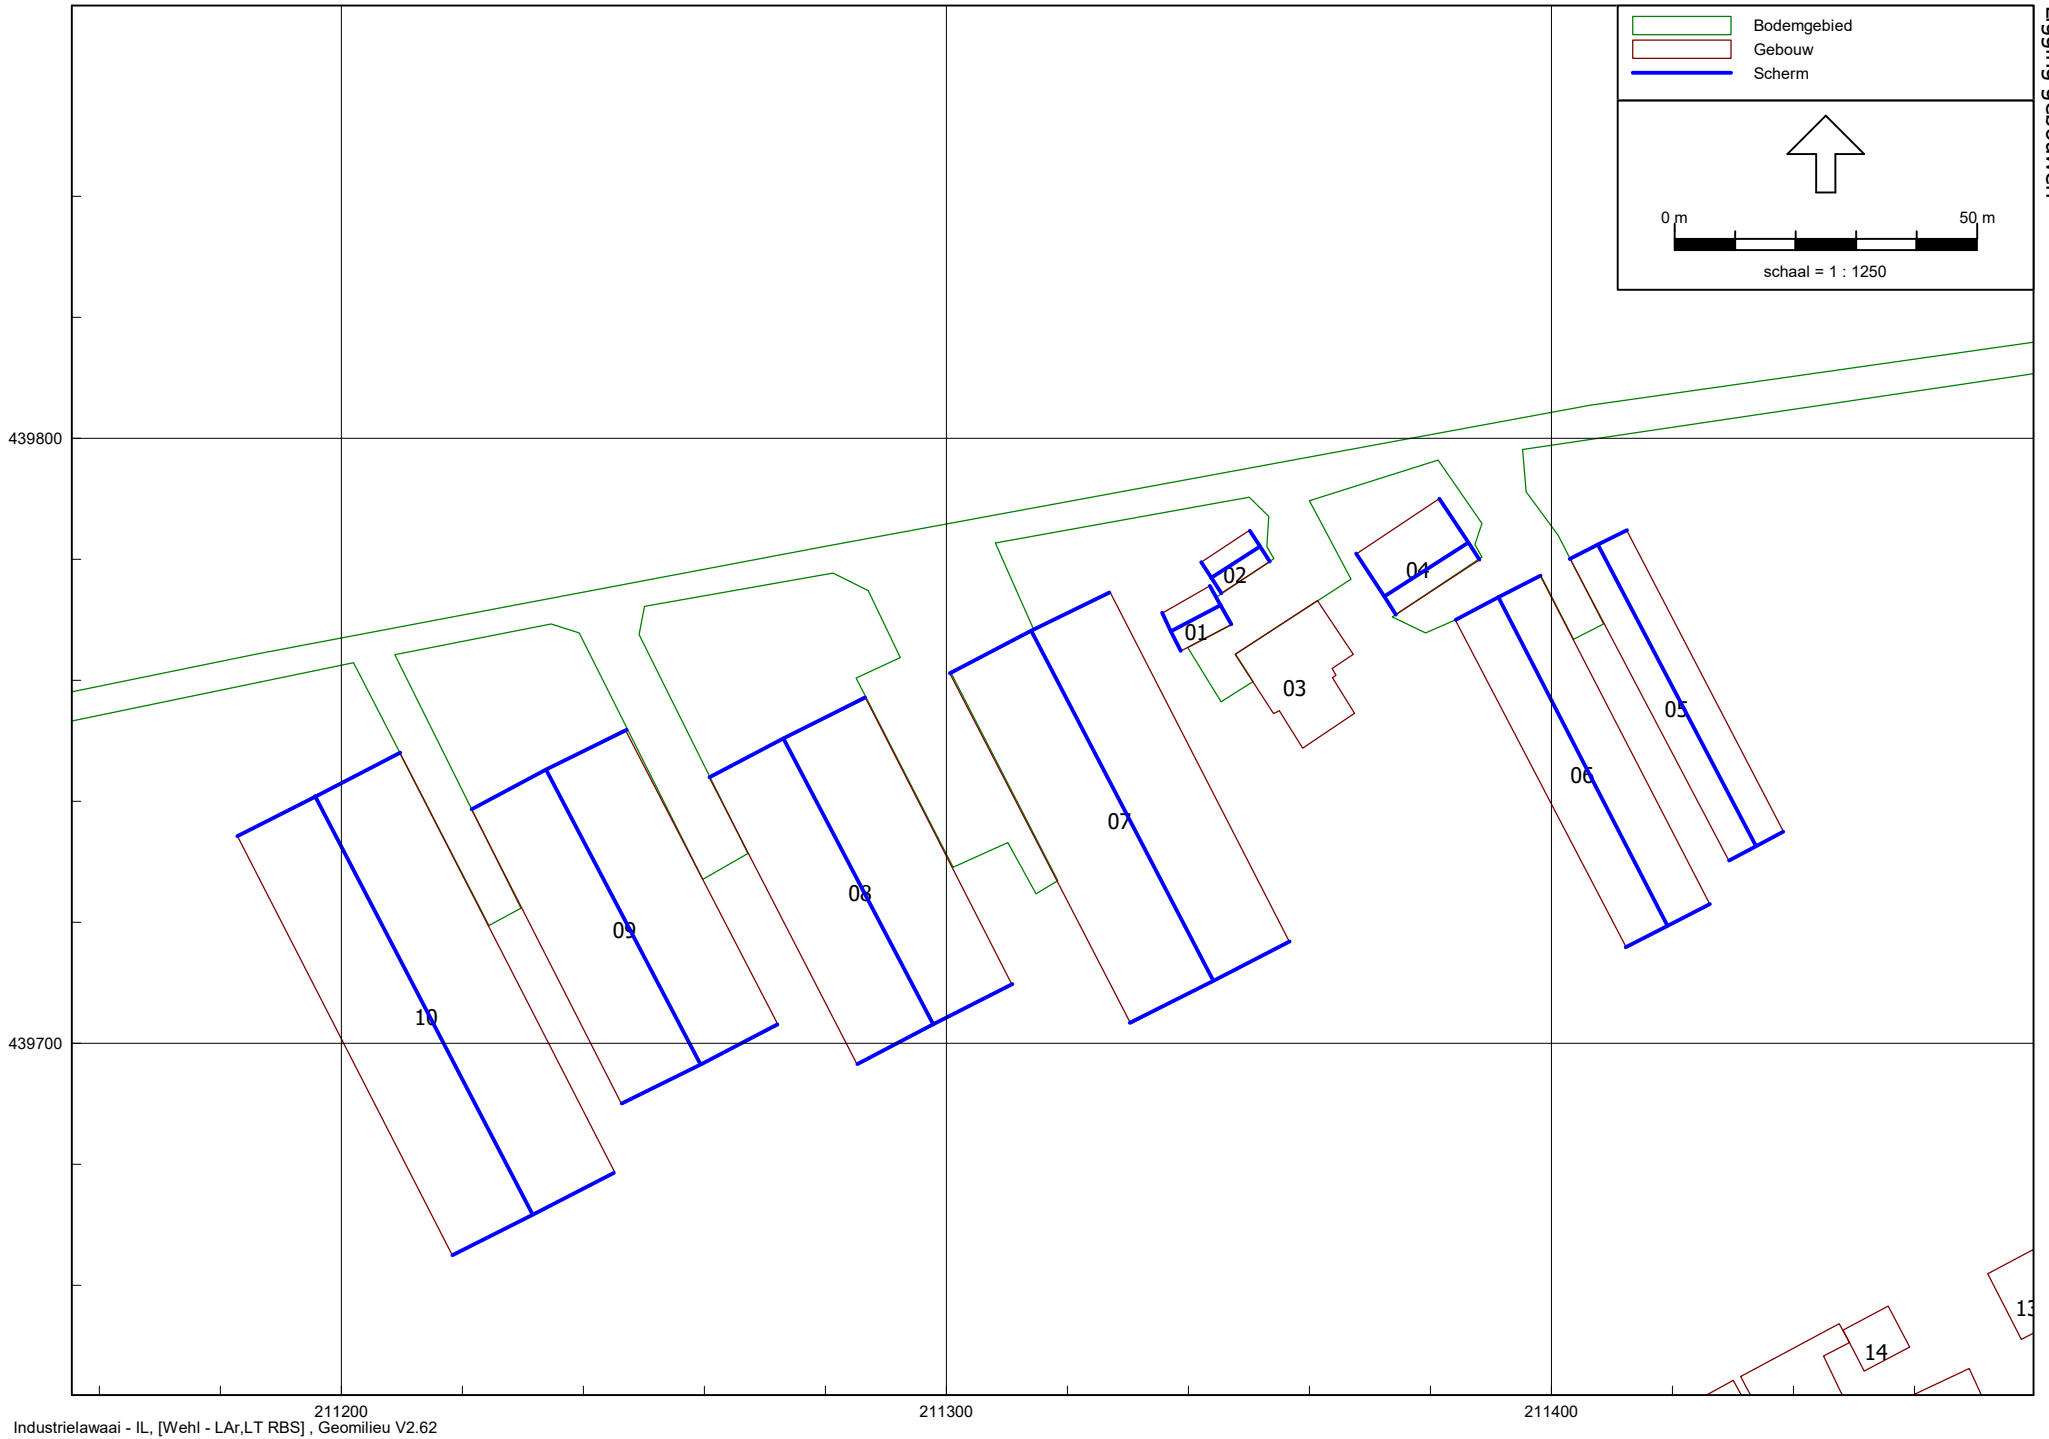 Bodemgebied
Gebouw
Scherm
0 m 50 m
schaal = 1 : 1250
439800
439700
02
04
01
03
05
06
07
08
09
10
13
14
211200 211300 211400
Industrielawaai - IL, [Wehl - LAr,LT RBS] , Geomilieu V2.62